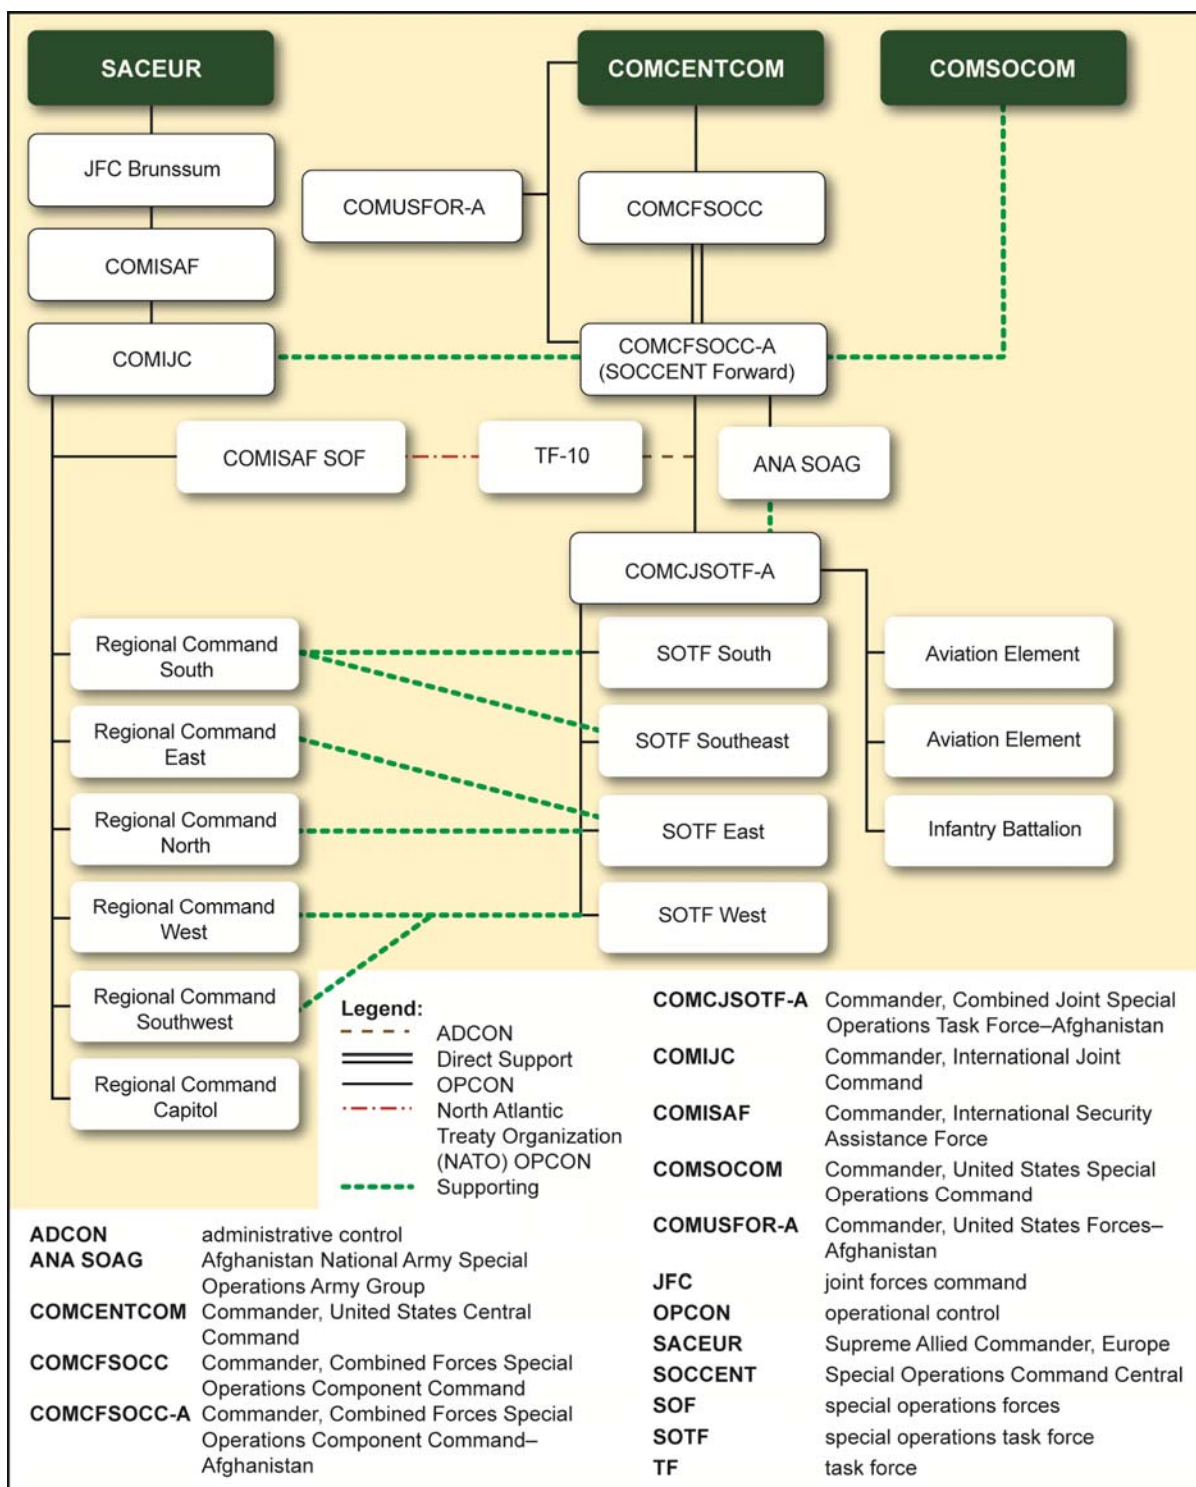 SACEUR
COMCENTCOM
COMSOCOM
JFC Brunssum
COMUSFOR-A
COMCFSOCC
COMISAF
COMIJC
COMCFSOCC-A
(SOCCENT Forward)
COMISAF SOF
TF-10
ANA SOAG
COMCJSOTF-A
Regional Command
South
SOTF South
Aviation Element
Regional Command
East
SOTF Southeast
Aviation Element
Regional Command
North
SOTF East
Infantry Battalion
Regional Command
West
SOTF West
Regional Command
Southwest
Regional Command
Capitol
Legend:
ADCON
Direct Support
OPCON
North Atlantic
Treaty Organization
(NATO) OPCON
Supporting
ADCON administrative control
ANA SOAG Afghanistan National Army Special
Operations Army Group
COMCENTCOM Commander, United States Central
Command
COMCFSOCC Commander, Combined Forces Special
Operations Component Command
COMCFSOCC-A Commander, Combined Forces Special
Operations Component Command–
Afghanistan
COMCJSOTF-A Commander, Combined Joint Special
Operations Task Force–Afghanistan
COMIJC Commander, International Joint
Command
COMISAF Commander, International Security
Assistance Force
COMSOCOM Commander, United States Special
Operations Command
COMUSFOR-A Commander, United States Forces–
Afghanistan
JFC joint forces command
OPCON operational control
SACEUR Supreme Allied Commander, Europe
SOCCENT Special Operations Command Central
SOF special operations forces
SOTF special operations task force
TF task force